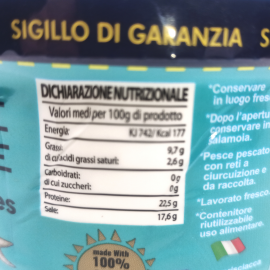 SIGILLO DI GARANZIA S
DICHIARAZIONE NUTRIZIONALE
Valori medi per 100g di prodotto
Energia: KJ 742/ Kcal 177
Grassi 9,7 g
di cui acidi grassi saturi: 2,6 g
Carboidrati: 0 g
di cui zuccheri: 0 g
Proteine: 22,5 g
Sale: 17,6 g
*Conservare
in luogo fresc
*Dopo l'apertu
conservare in
salamoia.
*Pesce pescato
con reti a
circuizione e
da raccolta.
*Lavorato fresco
*Contenitore
riutilizzabile
uso alimentare.
made With
100%